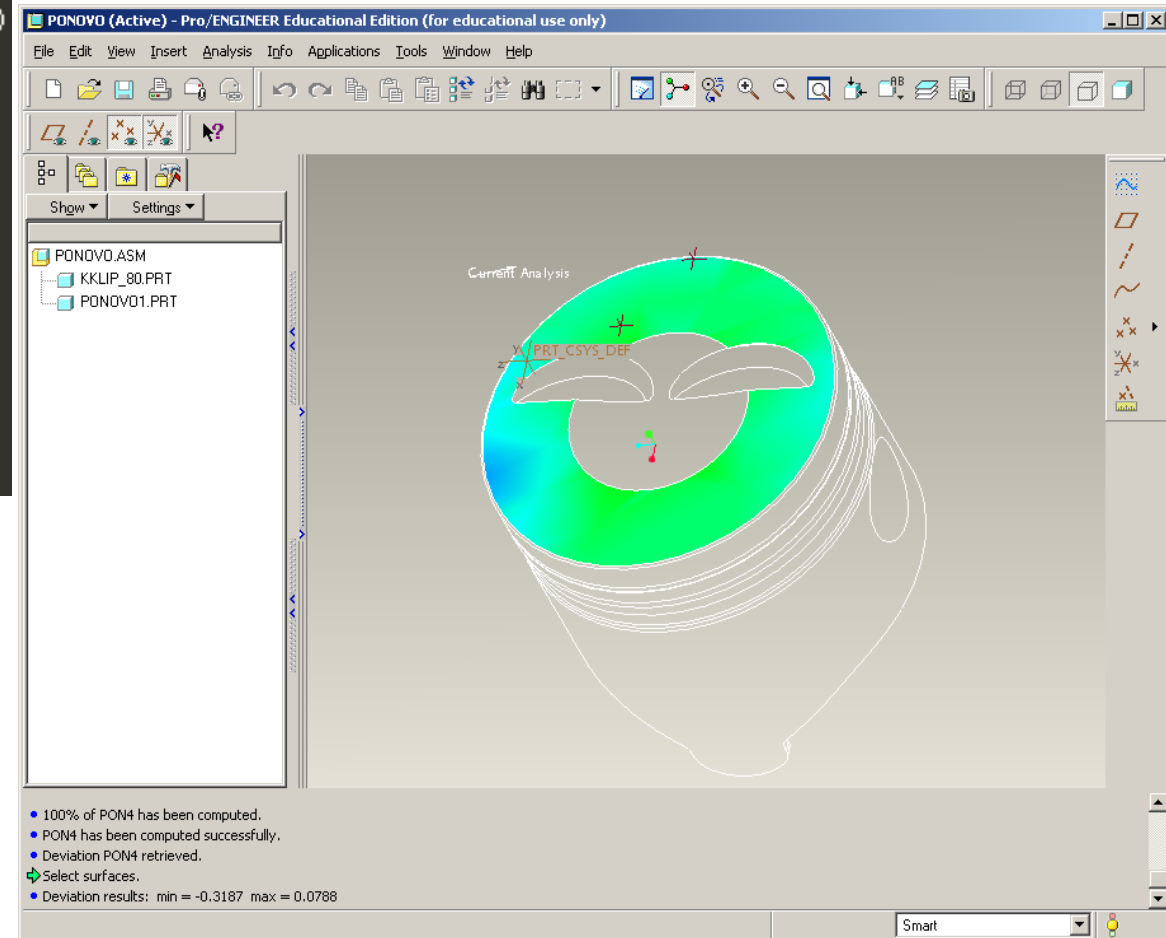 PONOVO (Active) - Pro/ENGINEER Educational Edition (for educational use only)
File Edit View Insert Analysis Info Applications Tools Window Help
Show Settings
PONOVO.ASM
KKLIP_80.PRT
PONOVO1.PRT
Current Analysis
Y PRT_CSYS_DEF
Z
X
100% of PON4 has been computed.
PON4 has been computed successfully.
Deviation PON4 retrieved.
Select surfaces.
Deviation results: min = -0.3187 max = 0.0788
Smart